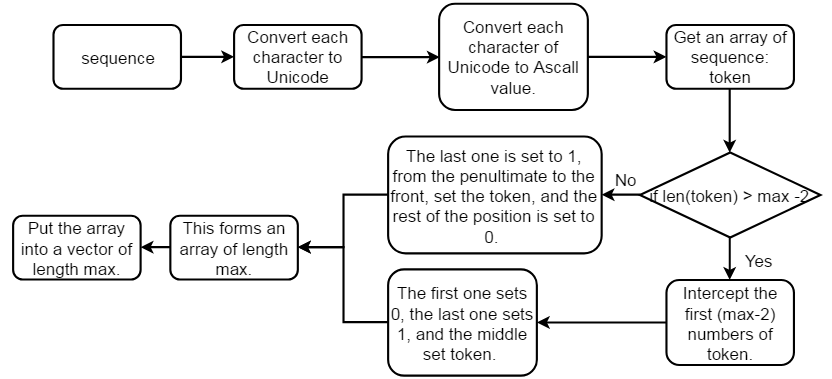 sequence
Convert each
character to
Unicode
Convert each
character of
Unicode to Ascall
value.
Get an array of
sequence:
token
if len(token) > max -2
No
Yes
The last one is set to 1,
from the penultimate to the
front, set the token, and the
rest of the position is set to
0.
Intercept the
first (max-2)
numbers of
token.
The first one sets
0, the last one sets
1, and the middle
set token.
This forms an
array of length
max.
Put the array
into a vector of
length max.